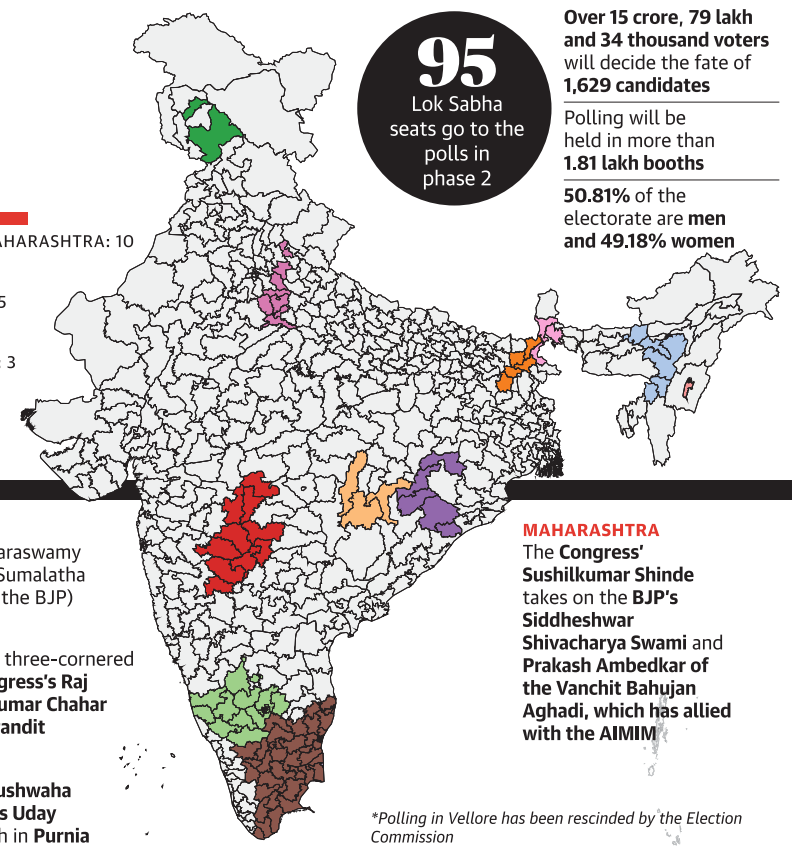 95
Lok Sabha
seats go to the
polls in
phase 2
Over 15 crore, 79 lakh
and 34 thousand voters
will decide the fate of
1,629 candidates
Polling will be
held in more than
1.81 lakh booths
50.81% of the
electorate are men
and 49.18% women
AHARASHTRA: 10
5
: 3
araswamy
Sumalatha
the BJP)
three-cornered
gress's Raj
umar Chahar
andit
ushwaha
s Uday
h in Purnia
MAHARASHTRA
The Congress’
Sushilkumar Shinde
takes on the BJP’s
Siddheshwar
Shivacharya Swami and
Prakash Ambedkar of
the Vanchit Bahujan
Aghadi, which has allied
with the AIMIM
*Polling in Vellore has been rescinded by the Election
Commission